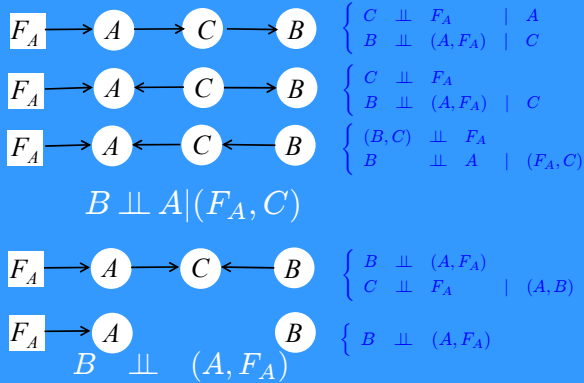 F_A A C B { C ⫫ F_A | A
B ⫫ (A, F_A) | C
F_A A C B { C ⫫ F_A
B ⫫ (A, F_A) | C
F_A A C B { (B, C) ⫫ F_A
B ⫫ A | (F_A, C)
B ⫫ A|(F_A, C)
F_A A C B { B ⫫ (A, F_A)
C ⫫ F_A | (A, B)
F_A A B { B ⫫ (A, F_A)
B ⫫ (A, F_A)